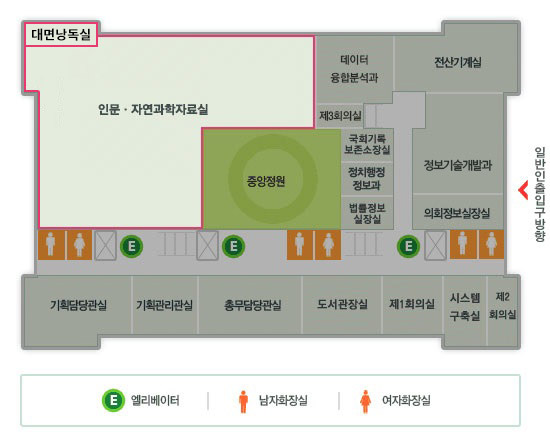 대면낭독실
데이터
융합분석과
전산기계실
인문 · 자연과학자료실
제3회의실
국회기록
보존소장실
중앙정원
정치행정
정보과
정보기술개발과
법률정보
실장실
의회정보실장실
일반인출입구방향
E
E
E
기획담당관실
기획관리관실
총무담당관실
도서관장실
제1회의실
시스템
구축실
제2
회의실
E 엘리베이터
남자화장실
여자화장실